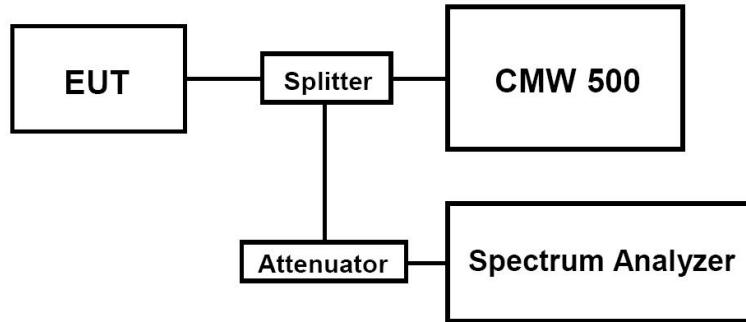 EUT
Splitter
CMW 500
Attenuator
Spectrum Analyzer